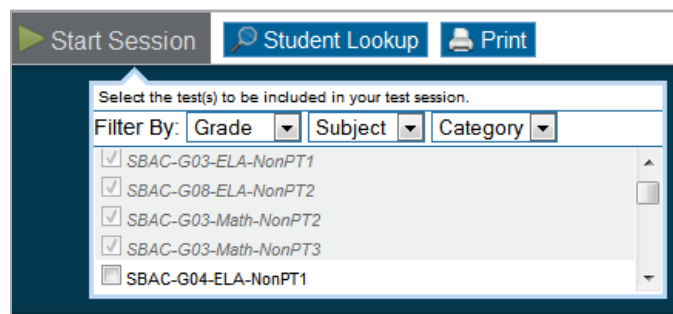 Start Session Student Lookup Print
Select the test(s) to be included in your test session.
Filter By: Grade Subject Category
SBAC-G03-ELA-NonPT1
SBAC-G08-ELA-NonPT2
SBAC-G03-Math-NonPT2
SBAC-G03-Math-NonPT3
SBAC-G04-ELA-NonPT1